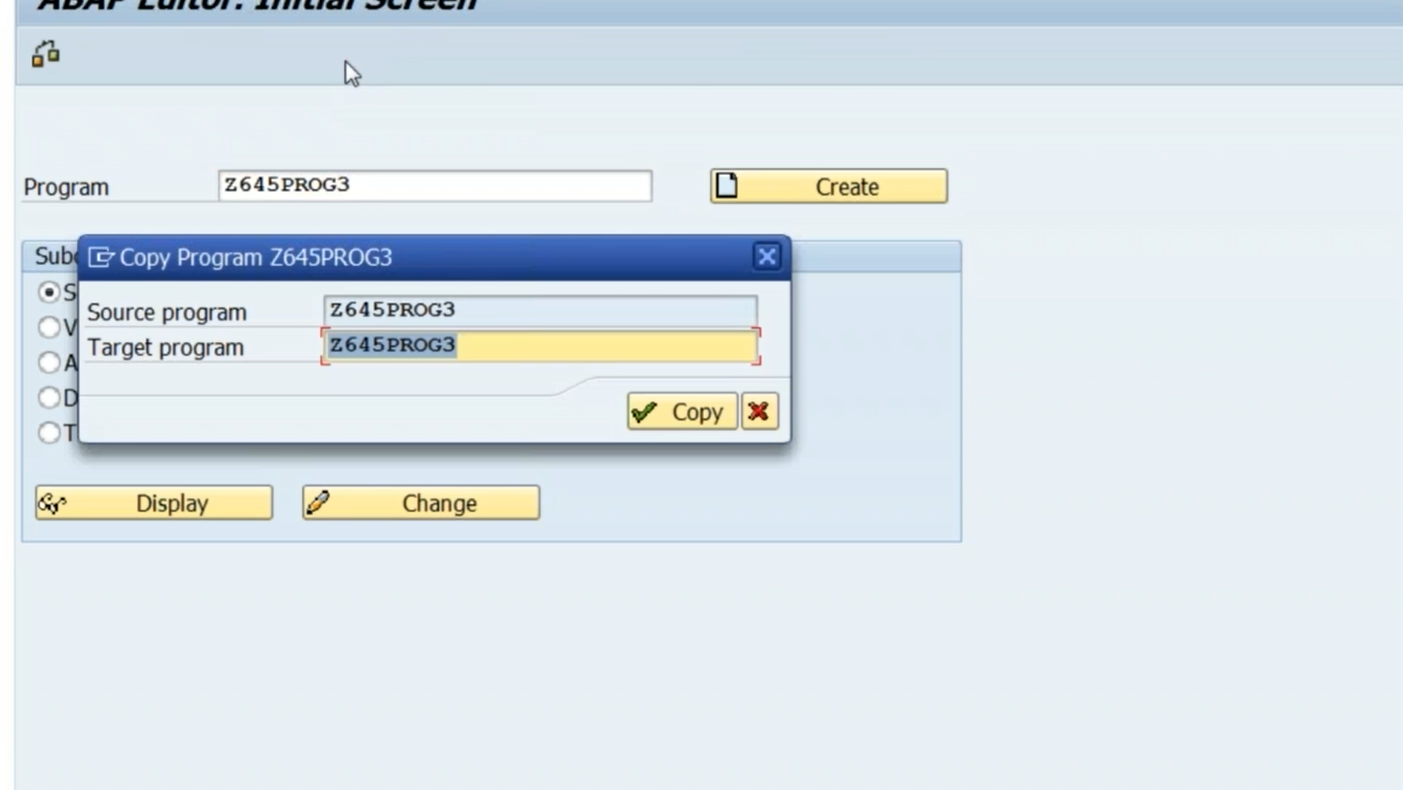 ABAP Editor: Initial Screen
Program Z645PROG3 Create
Subo
Copy Program Z645PROG3
S
Source program Z645PROG3
V
Target program Z645PROG3
A
D
Copy
T
Display Change